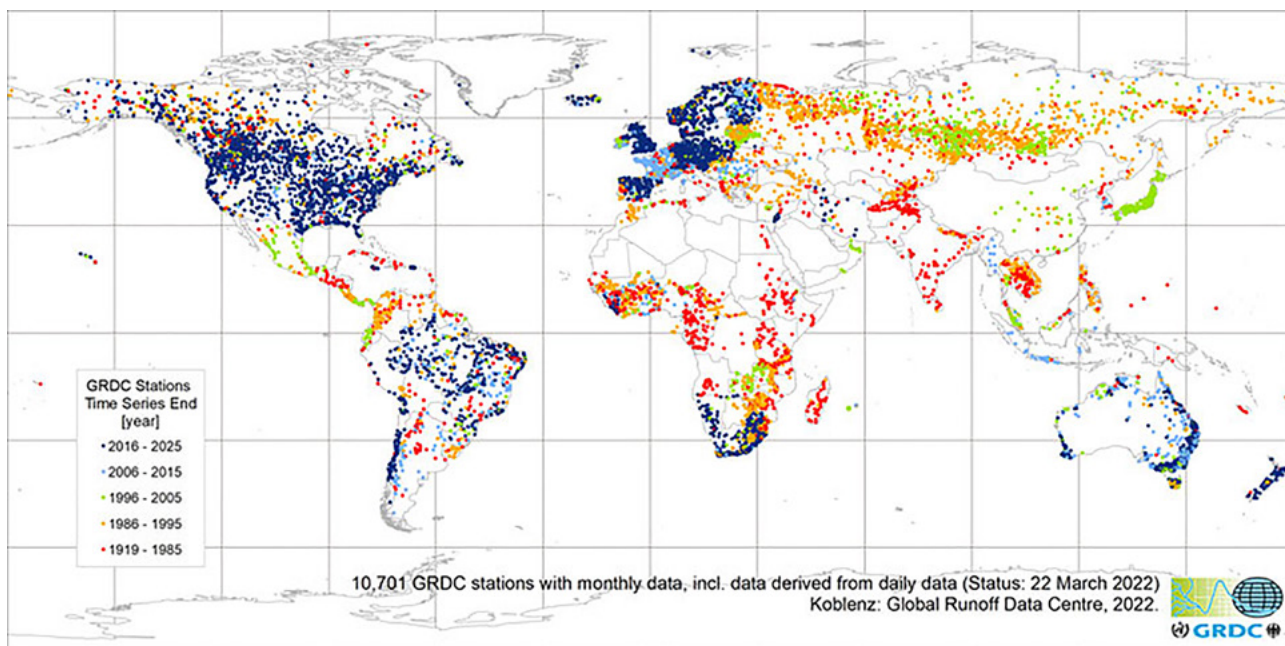 GRDC Stations
Time Series End
[year]
2016 - 2025
2006 - 2015
1996 - 2005
1986 - 1995
1919 - 1985
10,701 GRDC stations with monthly data, incl. data derived from daily data (Status: 22 March 2022)
Koblenz: Global Runoff Data Centre, 2022.
GRDC